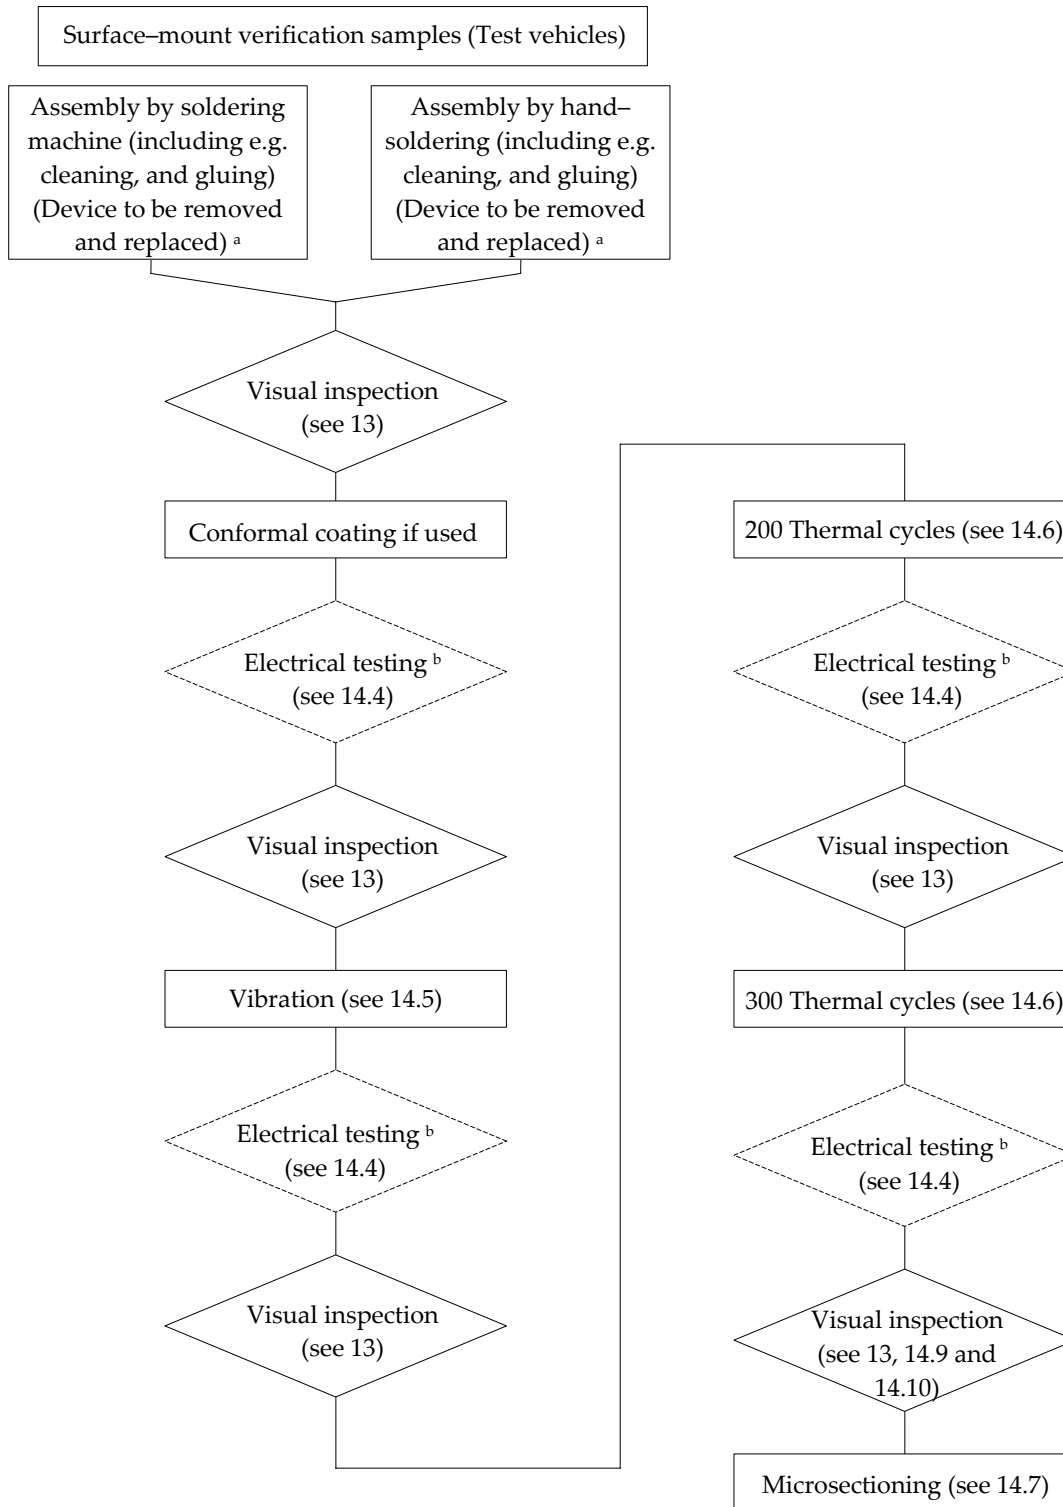 Surface–mount verification samples (Test vehicles)
Assembly by soldering
machine (including e.g.
cleaning, and gluing)
(Device to be removed
and replaced) ᵃ
Assembly by hand–
soldering (including e.g.
cleaning, and gluing)
(Device to be removed
and replaced) ᵃ
Visual inspection
(see 13)
Conformal coating if used
Electrical testing ᵇ
(see 14.4)
Visual inspection
(see 13)
Vibration (see 14.5)
Electrical testing ᵇ
(see 14.4)
Visual inspection
(see 13)
200 Thermal cycles (see 14.6)
Electrical testing ᵇ
(see 14.4)
Visual inspection
(see 13)
300 Thermal cycles (see 14.6)
Electrical testing ᵇ
(see 14.4)
Visual inspection
(see 13, 14.9 and
14.10)
Microsectioning (see 14.7)